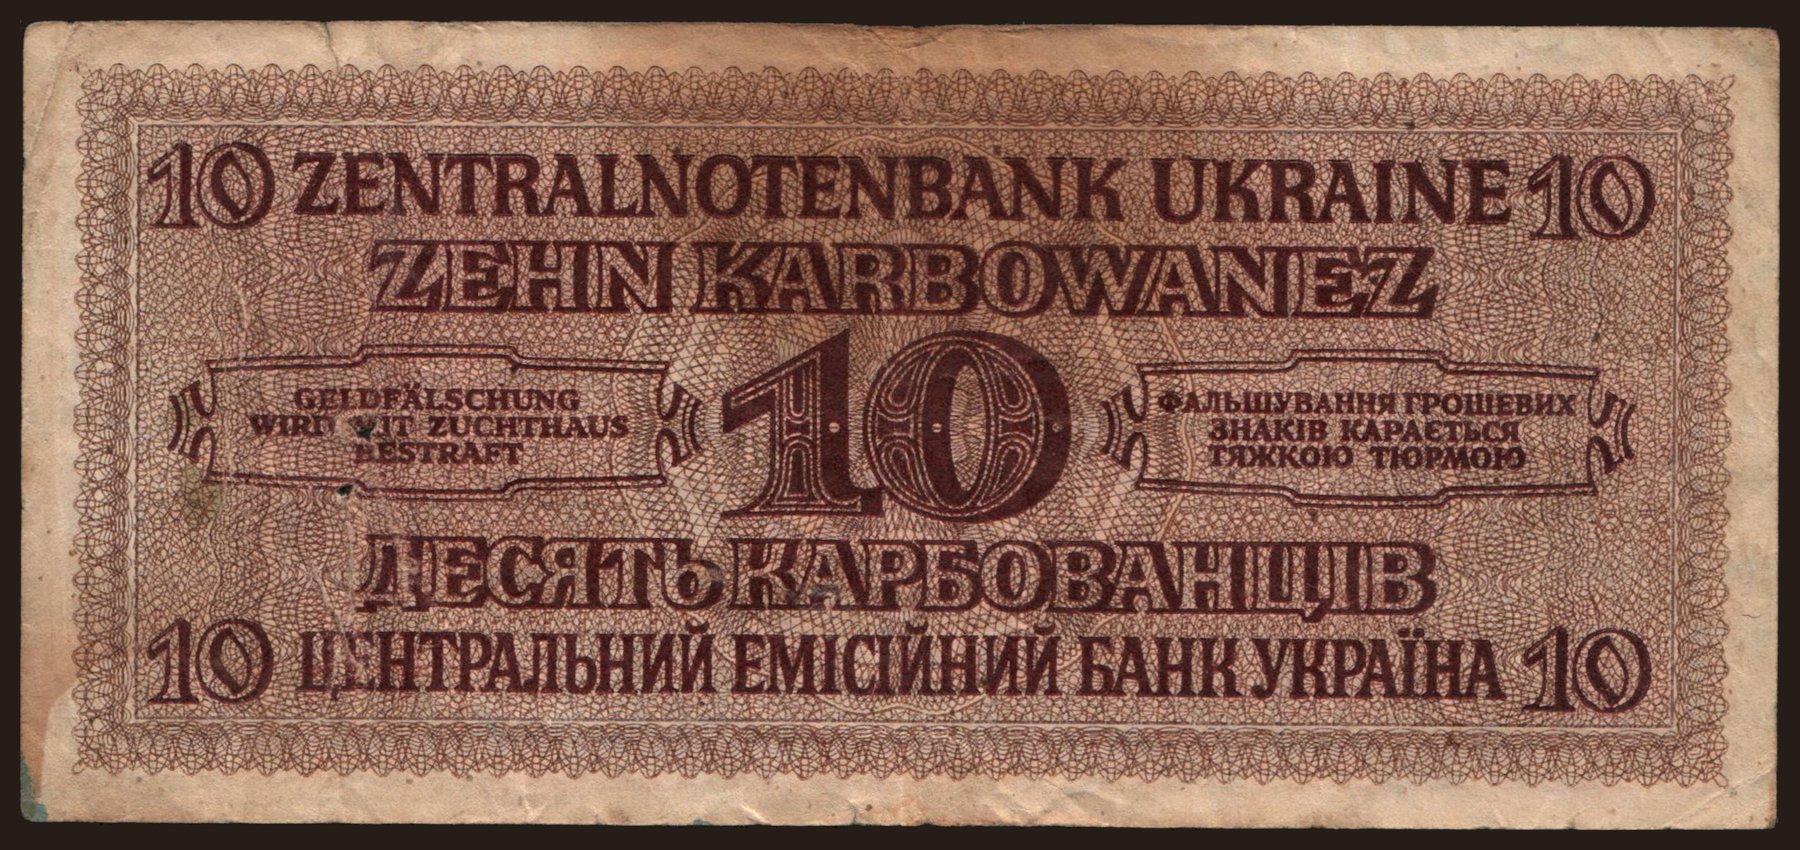 10 ZENTRALNOTENBANK UKRAINE 10
ZEHN KARBOWANEZ
GELDFÄLSCHUNG
WIRD MIT ZUCHTHAUS
BESTRAFT
10
ФАЛЬШУВАННЯ ГРОШЕВИХ
ЗНАКІВ КАРАЄТЬСЯ
ТЯЖКОЮ ТЮРМОЮ
ДЕСЯТЬ КАРБОВАНЦІВ
10 ЦЕНТРАЛЬНИЙ ЕМІСІЙНИЙ БАНК УКРАЇНА 10